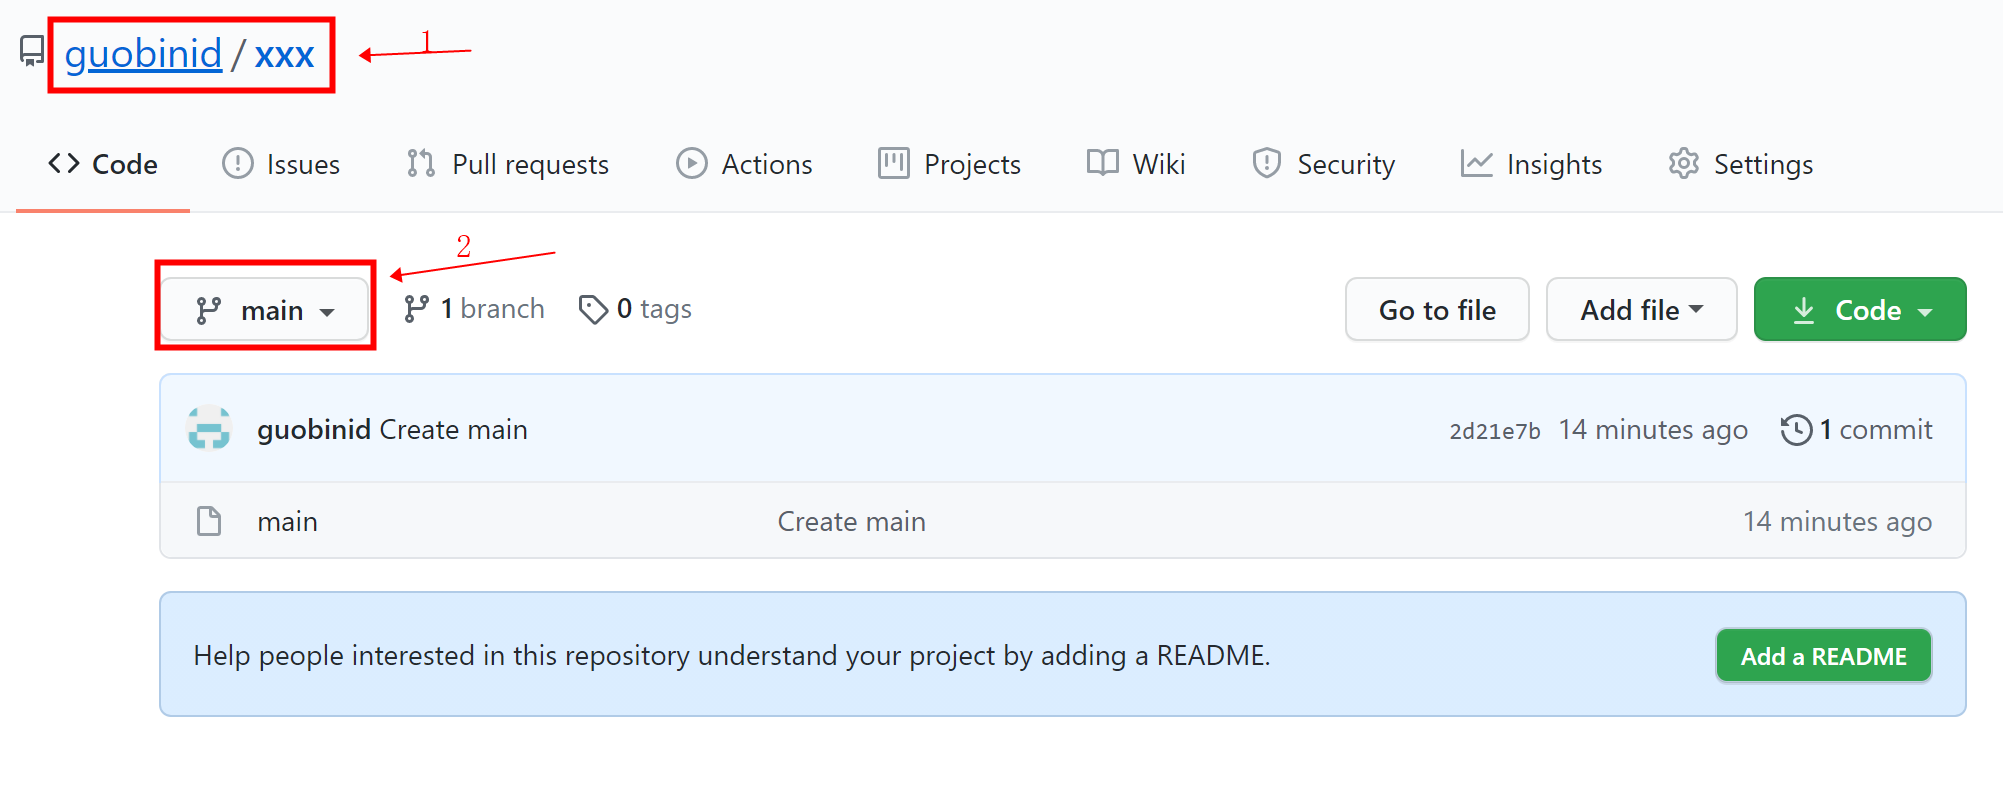 guobinid / xxx 1
Code Issues Pull requests Actions Projects Wiki Security Insights Settings
2
main 1 branch 0 tags Go to file Add file Code
guobinid Create main 2d21e7b 14 minutes ago 1 commit
main Create main 14 minutes ago
Help people interested in this repository understand your project by adding a README. Add a README